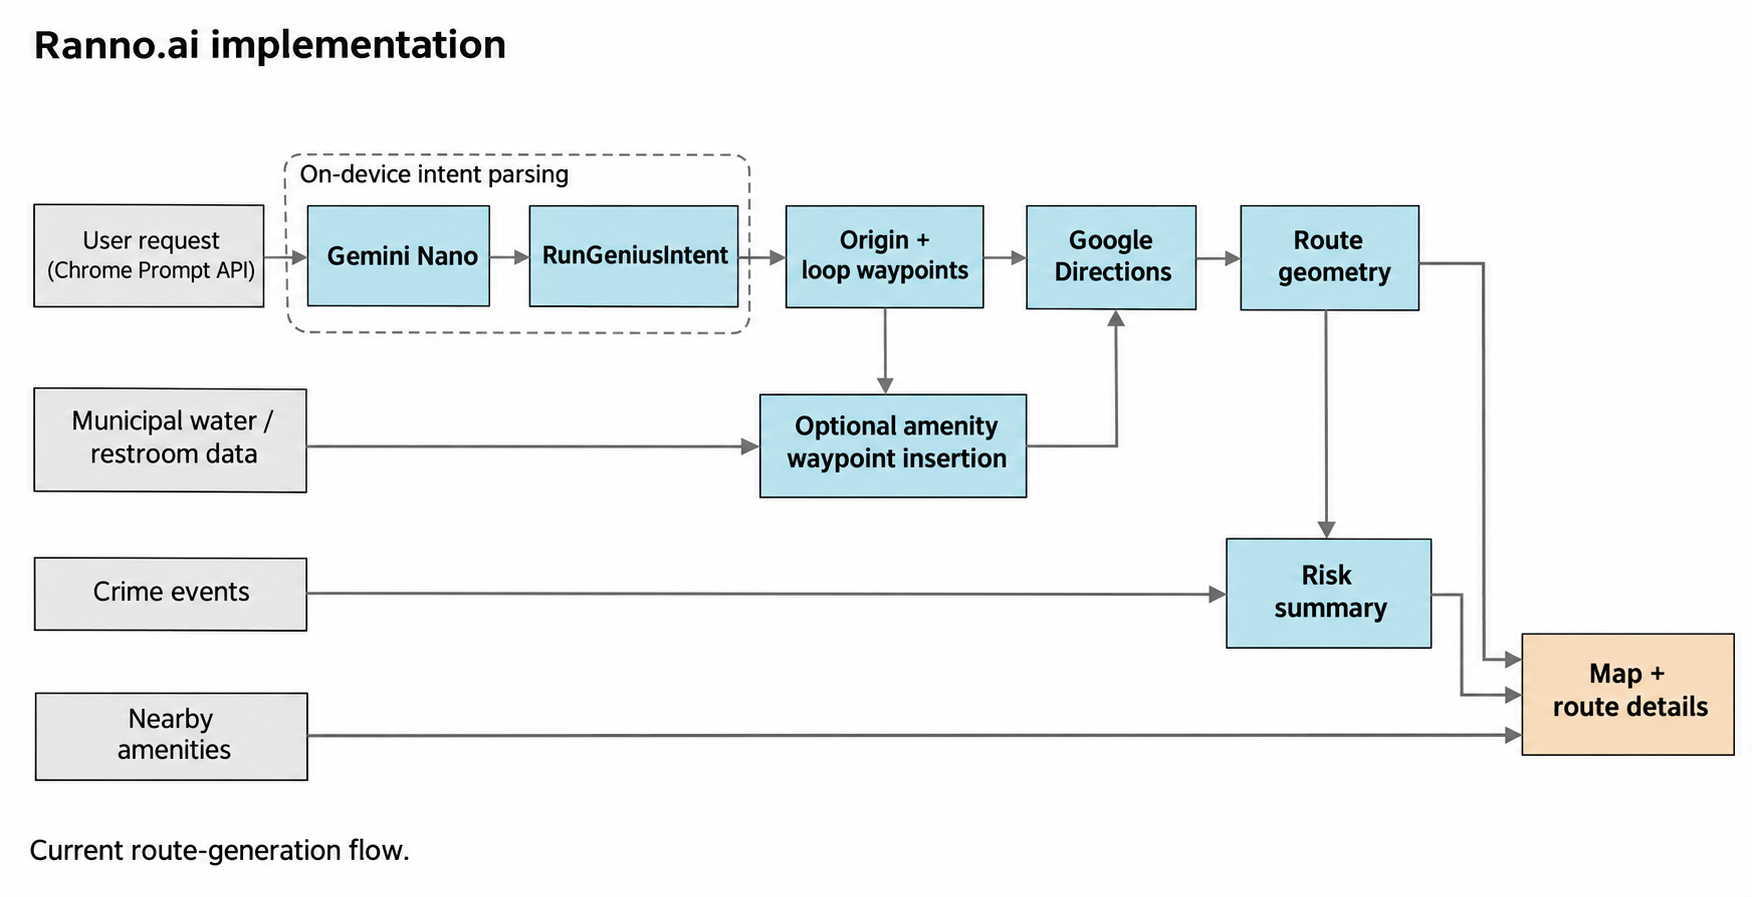 Ranno.ai implementation
On-device intent parsing
User request
(Chrome Prompt API)
Gemini Nano
RunGeniusIntent
Origin +
loop waypoints
Google
Directions
Route
geometry
Municipal water /
restroom data
Optional amenity
waypoint insertion
Crime events
Risk
summary
Nearby
amenities
Map +
route details
Current route-generation flow.